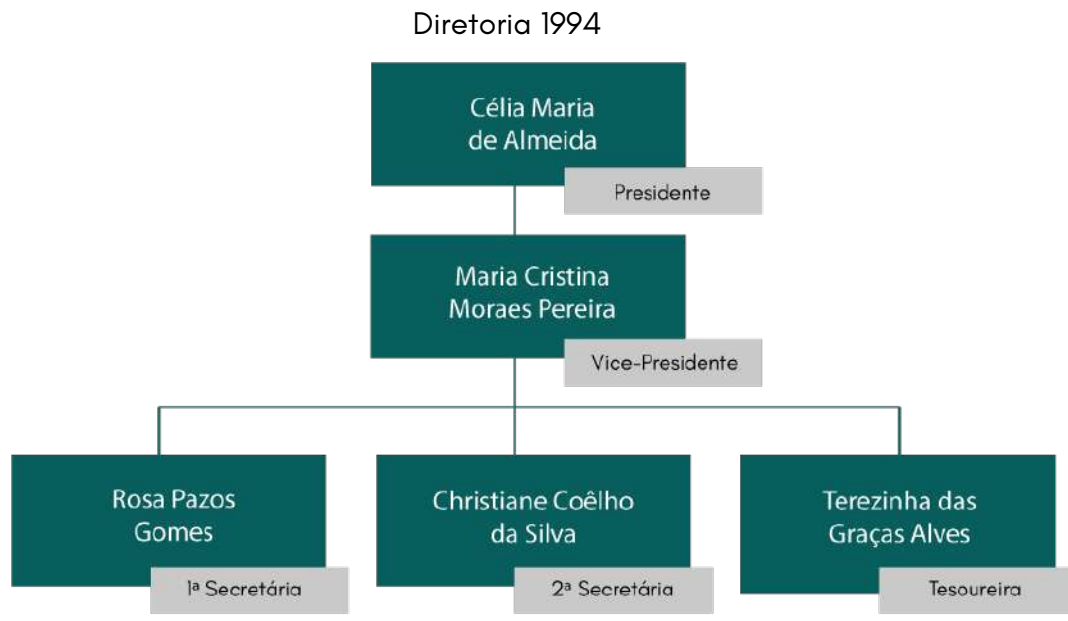 Diretoria 1994
Célia Maria
de Almeida
Presidente
Maria Cristina
Moraes Pereira
Vice-Presidente
Rosa Pazos
Gomes
1ª Secretária
Christiane Coêlho
da Silva
2ª Secretária
Terezinha das
Graças Alves
Tesoureira